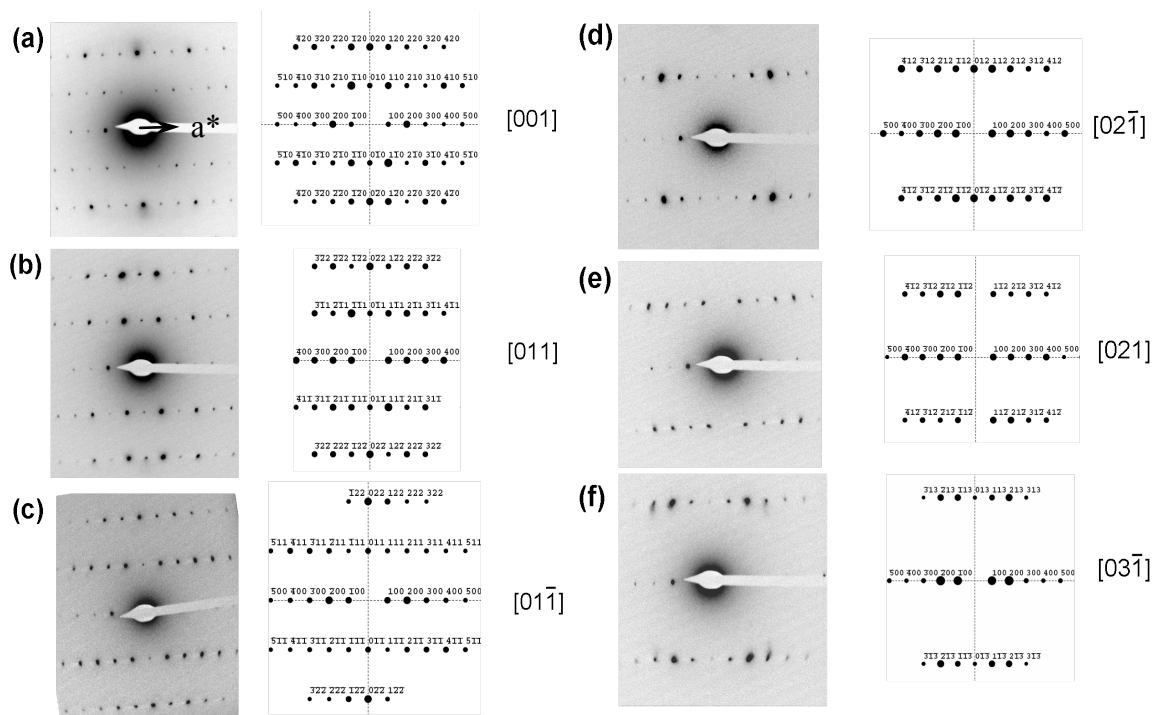 (a)
a*
4̄20 3̄20 2̄20 1̄20 020 120 220 320 420
5̄10 4̄10 3̄10 2̄10 1̄10 010 110 210 310 410 510
5̄00 4̄00 3̄00 2̄00 1̄00 100 200 300 400 500
5̄1̄0 4̄1̄0 3̄1̄0 2̄1̄0 1̄1̄0 01̄0 11̄0 21̄0 31̄0 41̄0 51̄0
4̄2̄0 3̄2̄0 2̄2̄0 1̄2̄0 02̄0 12̄0 22̄0 32̄0 42̄0
[001]
(b)
3̄2̄2 2̄2̄2 1̄2̄2 02̄2 12̄2 22̄2 32̄2
3̄1̄1 2̄1̄1 1̄1̄1 01̄1 11̄1 21̄1 31̄1 41̄1
4̄00 3̄00 2̄00 1̄00 100 200 300 400
4̄11̄ 3̄11̄ 2̄11̄ 1̄11̄ 011̄ 111̄ 211̄ 311̄
3̄22̄ 2̄22̄ 1̄22̄ 022̄ 122̄ 222̄ 322̄
[011]
(c)
1̄22 022 122 222 322
5̄11 4̄11 3̄11 2̄11 1̄11 011 111 211 311 411 511
5̄00 4̄00 3̄00 2̄00 1̄00 100 200 300 400 500
5̄1̄1̄ 4̄1̄1̄ 3̄1̄1̄ 2̄1̄1̄ 1̄1̄1̄ 01̄1̄ 11̄1̄ 21̄1̄ 31̄1̄ 41̄1̄ 51̄1̄
3̄2̄2̄ 2̄2̄2̄ 1̄2̄2̄ 02̄2̄ 12̄2̄
[011̄]
(d)
4̄12 3̄12 2̄12 1̄12 012 112 212 312 412
5̄00 4̄00 3̄00 2̄00 1̄00 100 200 300 400 500
4̄1̄2̄ 3̄1̄2̄ 2̄1̄2̄ 1̄1̄2̄ 01̄2̄ 11̄2̄ 21̄2̄ 31̄2̄ 41̄2̄
[021̄]
(e)
4̄1̄2 3̄1̄2 2̄1̄2 1̄1̄2 11̄2 21̄2 31̄2 41̄2
5̄00 4̄00 3̄00 2̄00 1̄00 100 200 300 400 500
4̄12̄ 3̄12̄ 2̄12̄ 1̄12̄ 112̄ 212̄ 312̄ 412̄
[021]
(f)
3̄13 2̄13 1̄13 013 113 213 313
5̄00 4̄00 3̄00 2̄00 1̄00 100 200 300 400 500
3̄1̄3̄ 2̄1̄3̄ 1̄1̄3̄ 01̄3̄ 11̄3̄ 21̄3̄ 31̄3̄
[031̄]